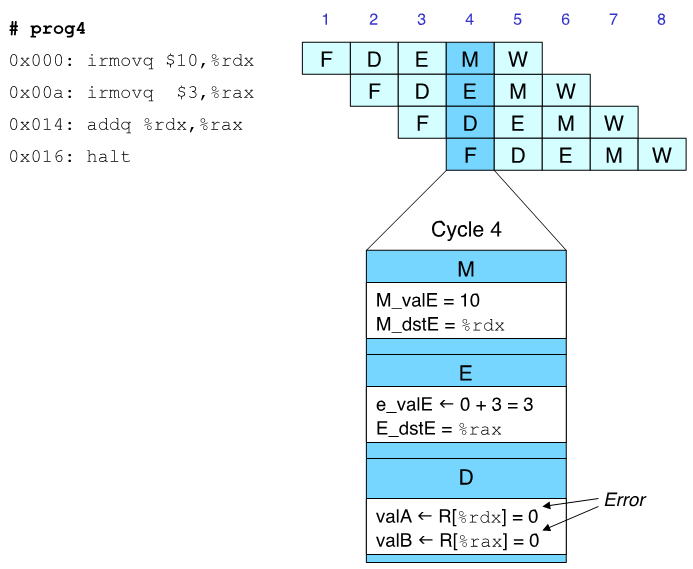 1 2 3 4 5 6 7 8
# prog4
0x000: irmovq $10,%rdx F D E M W
0x00a: irmovq  $3,%rax F D E M W
0x014: addq %rdx,%rax F D E M W
0x016: halt F D E M W
Cycle 4
M
M_valE = 10
M_dstE = %rdx
E
e_valE ← 0 + 3 = 3
E_dstE = %rax
D
Error
valA ← R[%rdx] = 0
valB ← R[%rax] = 0